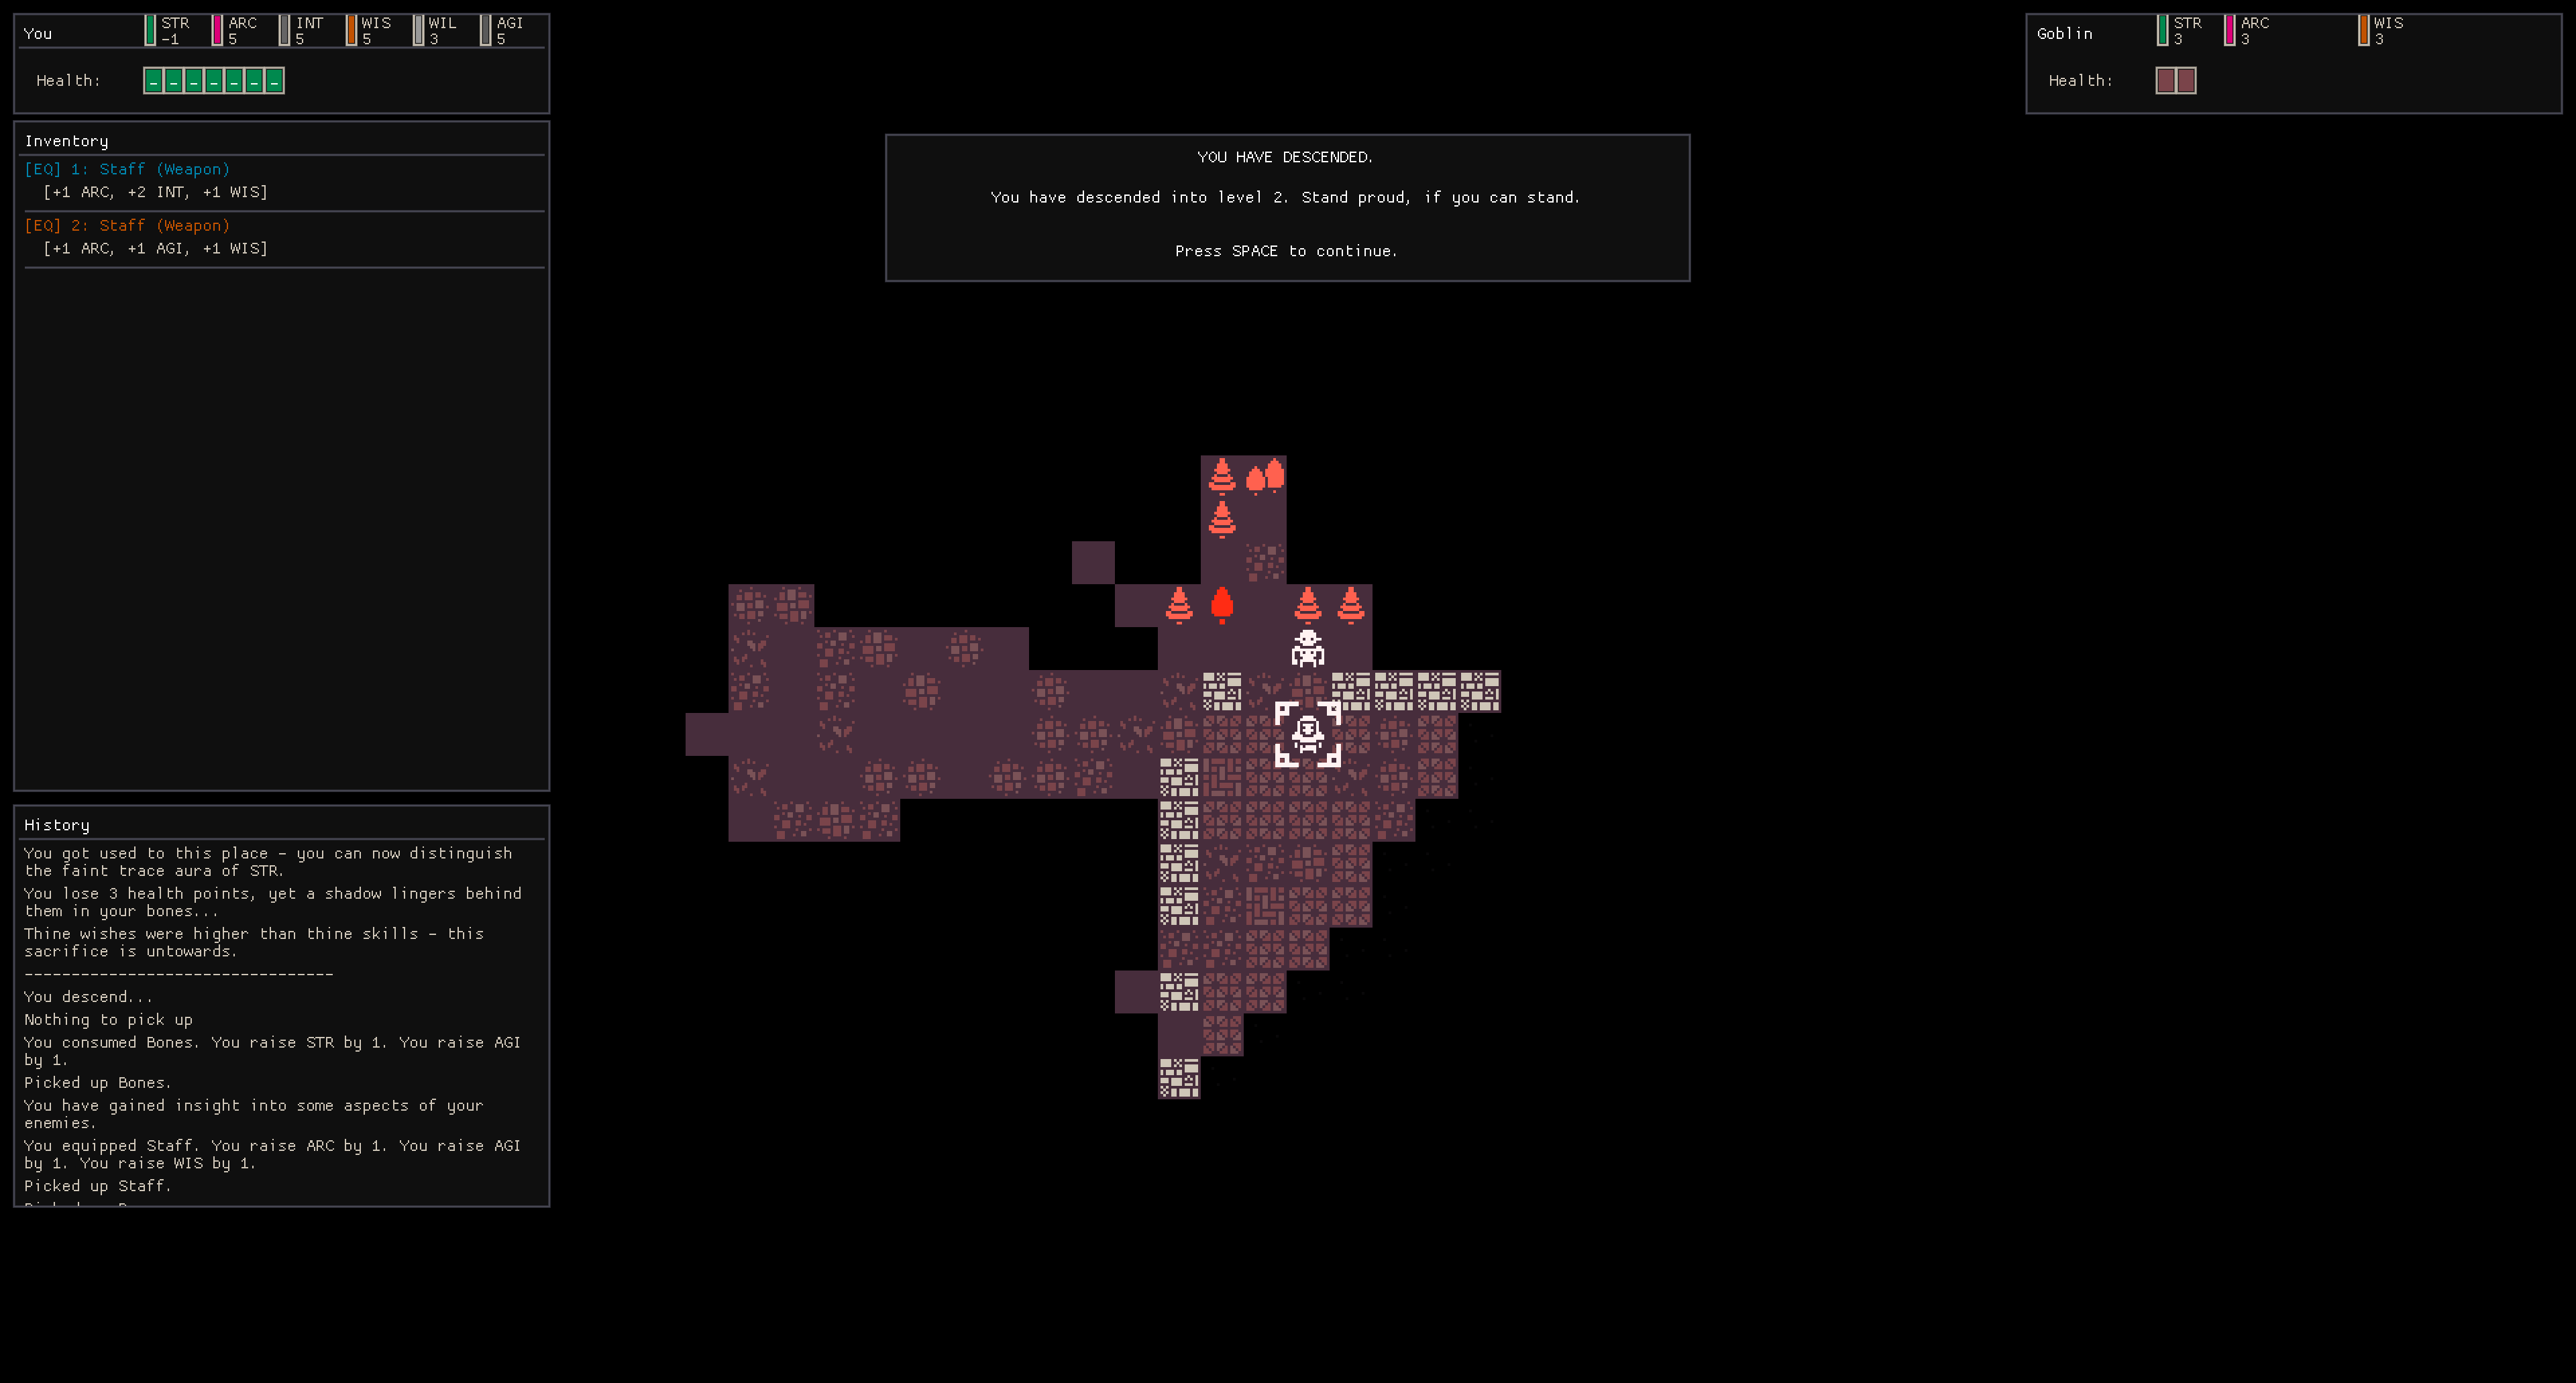 You STR ARC INT WIS WIL AGI
-1 5 5 5 3 5
Health:
Goblin STR ARC WIS
3 3 3
Health:
Inventory
[EQ] 1: Staff (Weapon)
[+1 ARC, +2 INT, +1 WIS]
[EQ] 2: Staff (Weapon)
[+1 ARC, +1 AGI, +1 WIS]
YOU HAVE DESCENDED.
You have descended into level 2. Stand proud, if you can stand.
Press SPACE to continue.
History
You got used to this place - you can now distinguish
the faint trace aura of STR.
You lose 3 health points, yet a shadow lingers behind
them in your bones...
Thine wishes were higher than thine skills - this
sacrifice is untowards.
---------------------------------
You descend...
Nothing to pick up
You consumed Bones. You raise STR by 1. You raise AGI
by 1.
Picked up Bones.
You have gained insight into some aspects of your
enemies.
You equipped Staff. You raise ARC by 1. You raise AGI
by 1. You raise WIS by 1.
Picked up Staff.